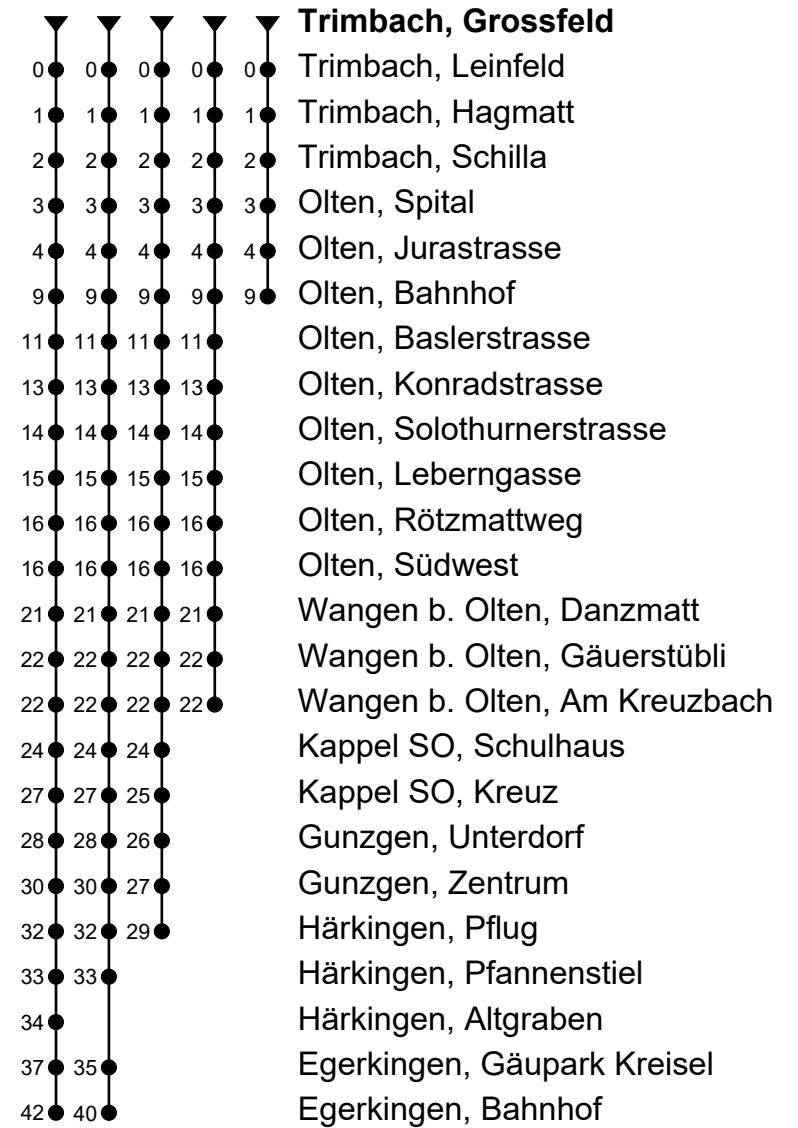 Trimbach, Grossfeld
0 0 0 0 0 Trimbach, Leinfeld
1 1 1 1 1 Trimbach, Hagmatt
2 2 2 2 2 Trimbach, Schilla
3 3 3 3 3 Olten, Spital
4 4 4 4 4 Olten, Jurastrasse
9 9 9 9 9 Olten, Bahnhof
11 11 11 11 Olten, Baslerstrasse
13 13 13 13 Olten, Konradstrasse
14 14 14 14 Olten, Solothurnerstrasse
15 15 15 15 Olten, Leberngasse
16 16 16 16 Olten, Rötzmattweg
16 16 16 16 Olten, Südwest
21 21 21 21 Wangen b. Olten, Danzmatt
22 22 22 22 Wangen b. Olten, Gäuerstübli
22 22 22 22 Wangen b. Olten, Am Kreuzbach
24 24 24 Kappel SO, Schulhaus
27 27 25 Kappel SO, Kreuz
28 28 26 Gunzgen, Unterdorf
30 30 27 Gunzgen, Zentrum
32 32 29 Härkingen, Pflug
33 33 Härkingen, Pfannenstiel
34 Härkingen, Altgraben
37 35 Egerkingen, Gäupark Kreisel
42 40 Egerkingen, Bahnhof